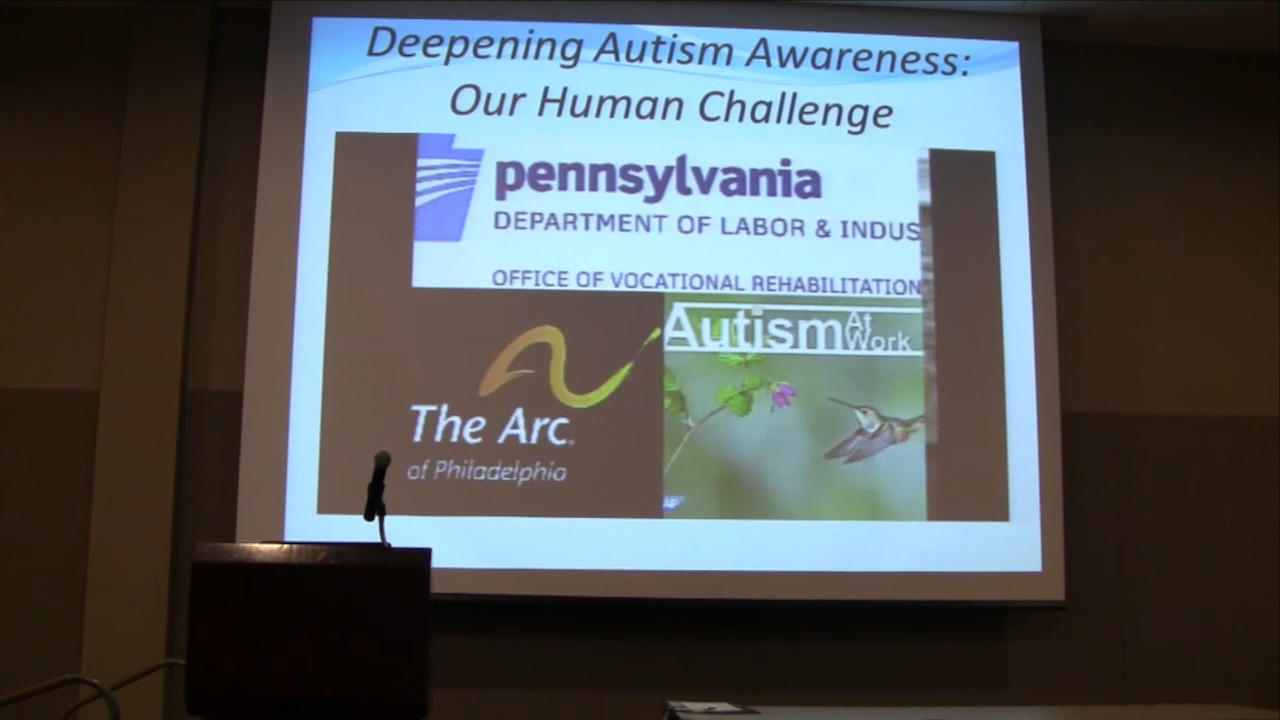 Deepening Autism Awareness:
Our Human Challenge
pennsylvania
DEPARTMENT OF LABOR & INDUS
OFFICE OF VOCATIONAL REHABILITATION
Autism At Work
The Arc
of Philadelphia